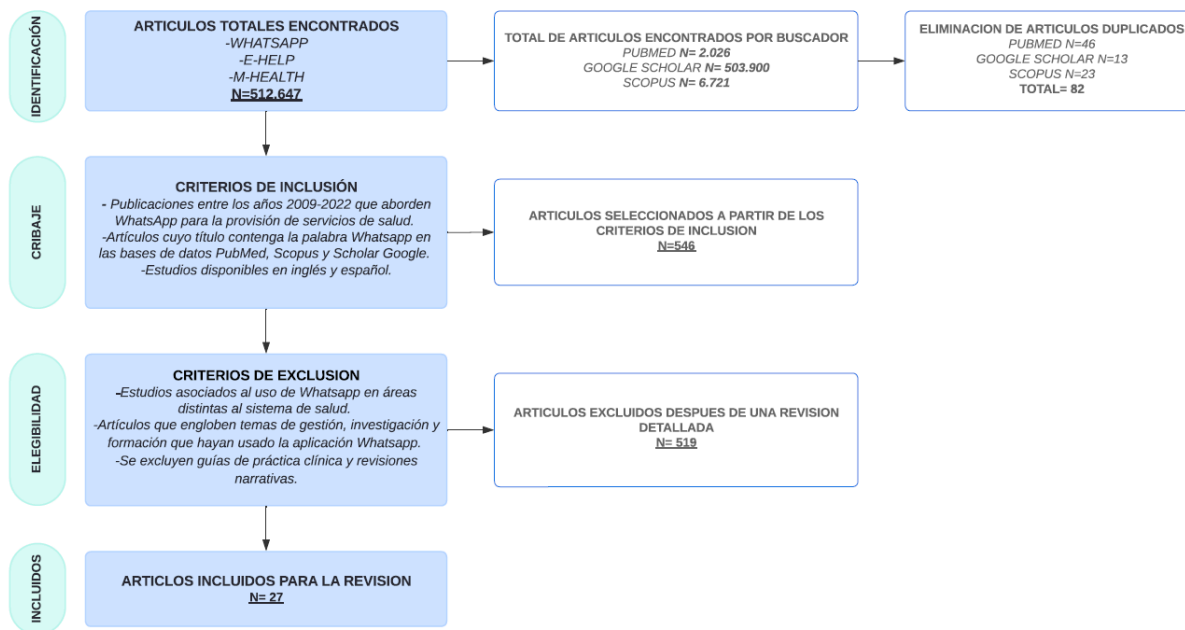 IDENTIFICACIÓN
ARTICULOS TOTALES ENCONTRADOS
-WHATSAPP
-E-HELP
-M-HEALTH
N=512.647
TOTAL DE ARTICULOS ENCONTRADOS POR BUSCADOR
PUBMED N= 2.026
GOOGLE SCHOLAR N= 503.900
SCOPUS N= 6.721
ELIMINACION DE ARTICULOS DUPLICADOS
PUBMED N=46
GOOGLE SCHOLAR N=13
SCOPUS N=23
TOTAL= 82
CRIBAJE
CRITERIOS DE INCLUSIÓN
- Publicaciones entre los años 2009-2022 que aborden
WhatsApp para la provisión de servicios de salud.
-Artículos cuyo título contenga la palabra Whatsapp en
las bases de datos PubMed, Scopus y Scholar Google.
-Estudios disponibles en inglés y español.
ARTICULOS SELECCIONADOS A PARTIR DE LOS
CRITERIOS DE INCLUSION
N=546
ELEGIBILIDAD
CRITERIOS DE EXCLUSION
-Estudios asociados al uso de Whatsapp en áreas
distintas al sistema de salud.
-Artículos que engloben temas de gestión, investigación y
formación que hayan usado la aplicación Whatsapp.
-Se excluyen guías de práctica clínica y revisiones
narrativas.
ARTICULOS EXCLUIDOS DESPUES DE UNA REVISION
DETALLADA
N= 519
INCLUIDOS
ARTICLOS INCLUIDOS PARA LA REVISION
N= 27